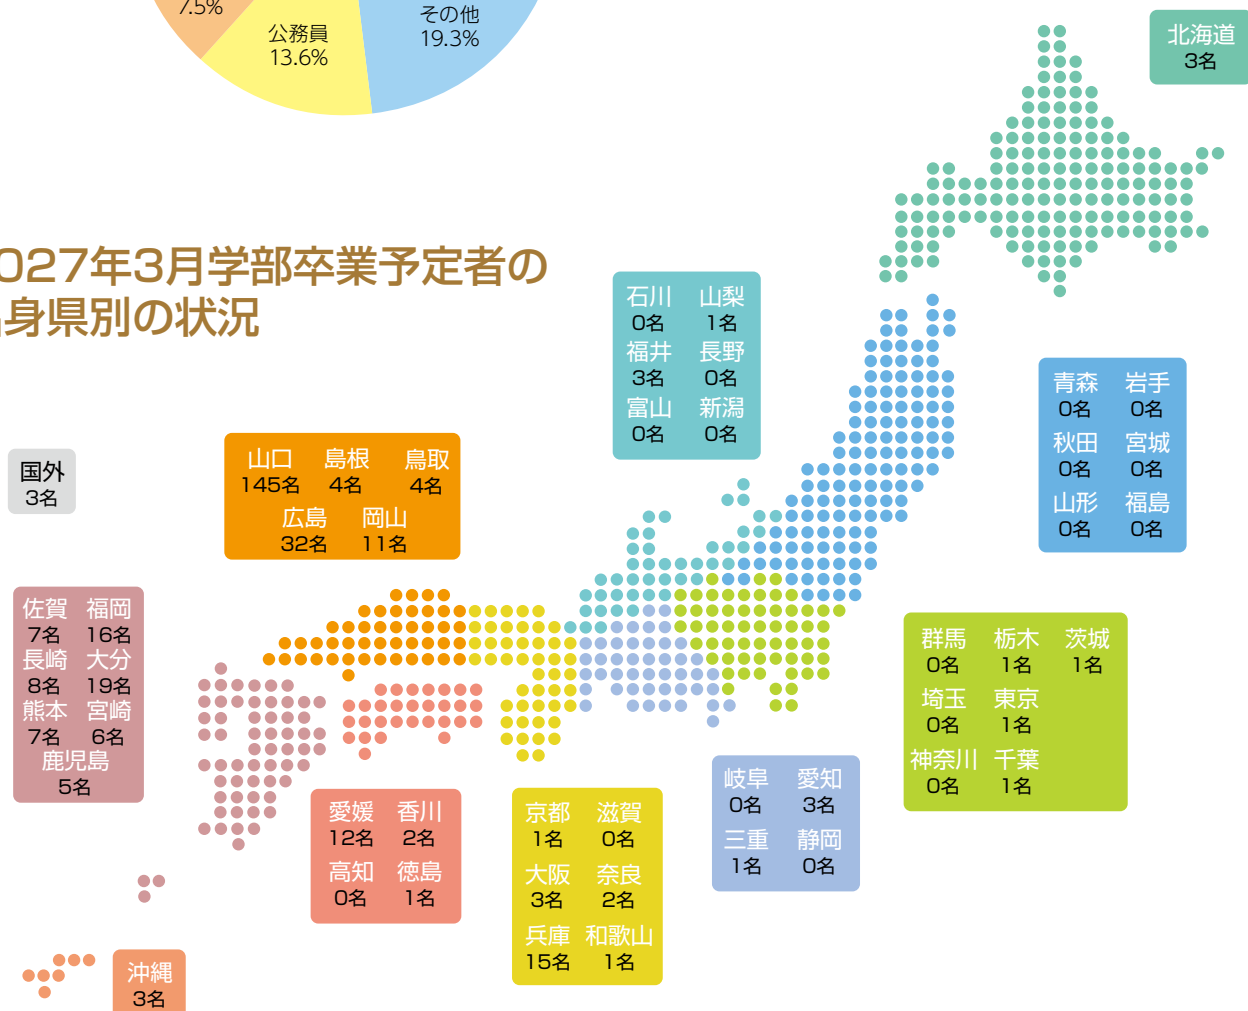 7.5%
公務員
13.6%
その他
19.3%
北海道
3名
027年3月学部卒業予定者の
身県別の状況
石川 山梨
0名 1名
福井 長野
3名 0名
富山 新潟
0名 0名
青森 岩手
0名 0名
秋田 宮城
0名 0名
山形 福島
0名 0名
国外
3名
山口 島根 鳥取
145名 4名 4名
広島 岡山
32名 11名
佐賀 福岡
7名 16名
長崎 大分
8名 19名
熊本 宮崎
7名 6名
鹿児島
5名
群馬 栃木 茨城
0名 1名 1名
埼玉 東京
0名 1名
神奈川 千葉
0名 1名
岐阜 愛知
0名 3名
三重 静岡
1名 0名
愛媛 香川
12名 2名
高知 徳島
0名 1名
京都 滋賀
1名 0名
大阪 奈良
3名 2名
兵庫 和歌山
15名 1名
沖縄
3名